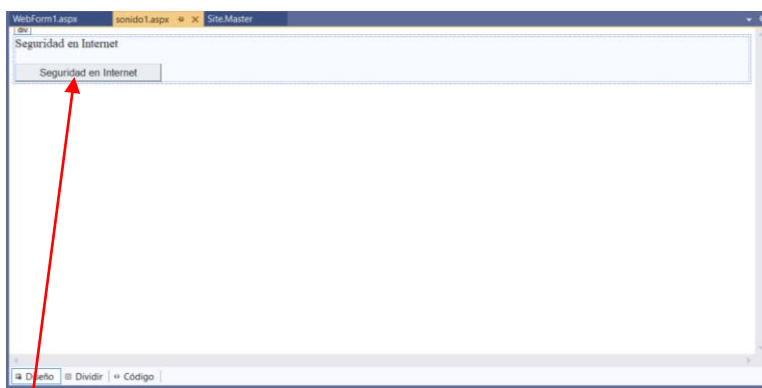 WebForm1.aspx sonido1.aspx Site.Master
div
Seguridad en Internet
Seguridad en Internet
Diseño Dividir Código